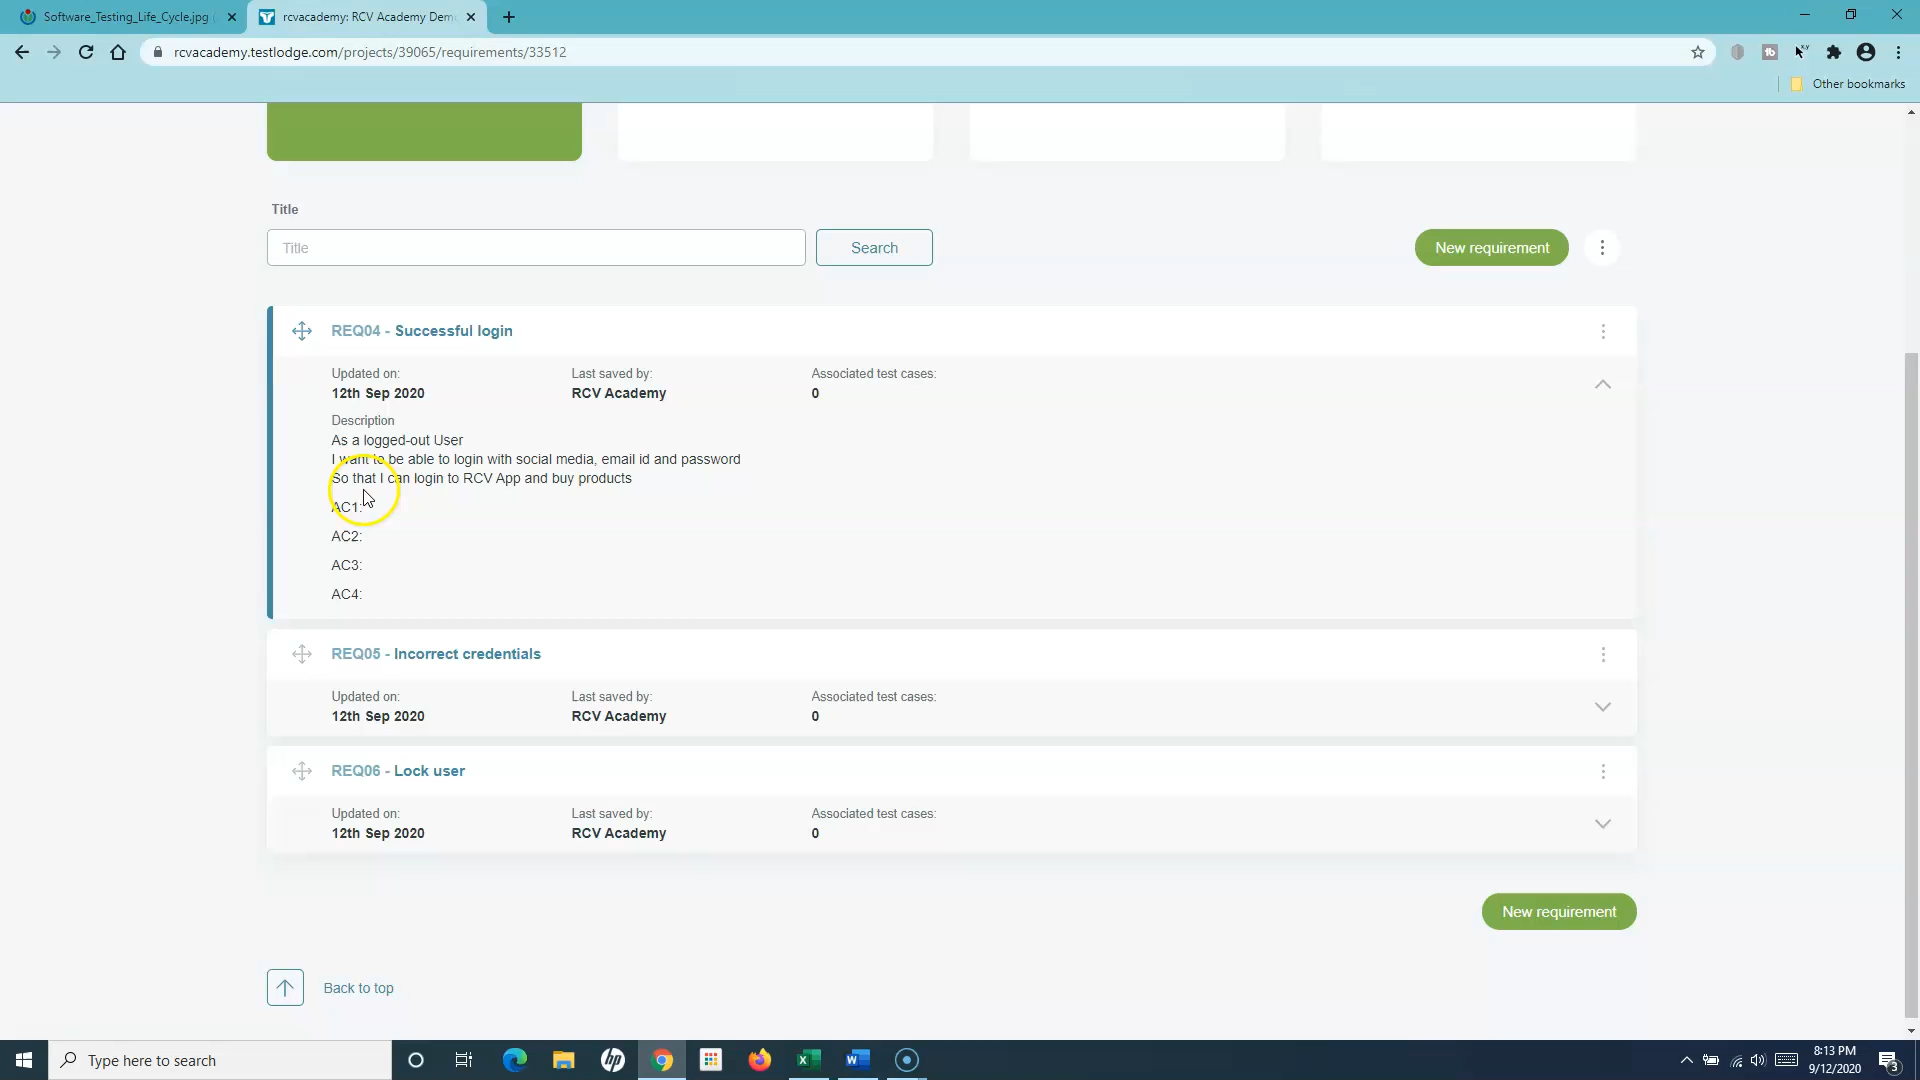 Software_Testing_Life_Cycle.jpg
rcvacademy: RCV Academy Dem
rcvacademy.testlodge.com/projects/39065/requirements/33512
Other bookmarks
Title
Title
Search
New requirement
REQ04 - Successful login
Updated on:
Last saved by:
Associated test cases:
12th Sep 2020
RCV Academy
0
Description
As a logged-out User
I want to be able to login with social media, email id and password
So that I can login to RCV App and buy products
AC1:
AC2:
AC3:
AC4:
REQ05 - Incorrect credentials
Updated on:
Last saved by:
Associated test cases:
12th Sep 2020
RCV Academy
0
REQ06 - Lock user
Updated on:
Last saved by:
Associated test cases:
12th Sep 2020
RCV Academy
0
New requirement
Back to top
Type here to search
8:13 PM
9/12/2020
3